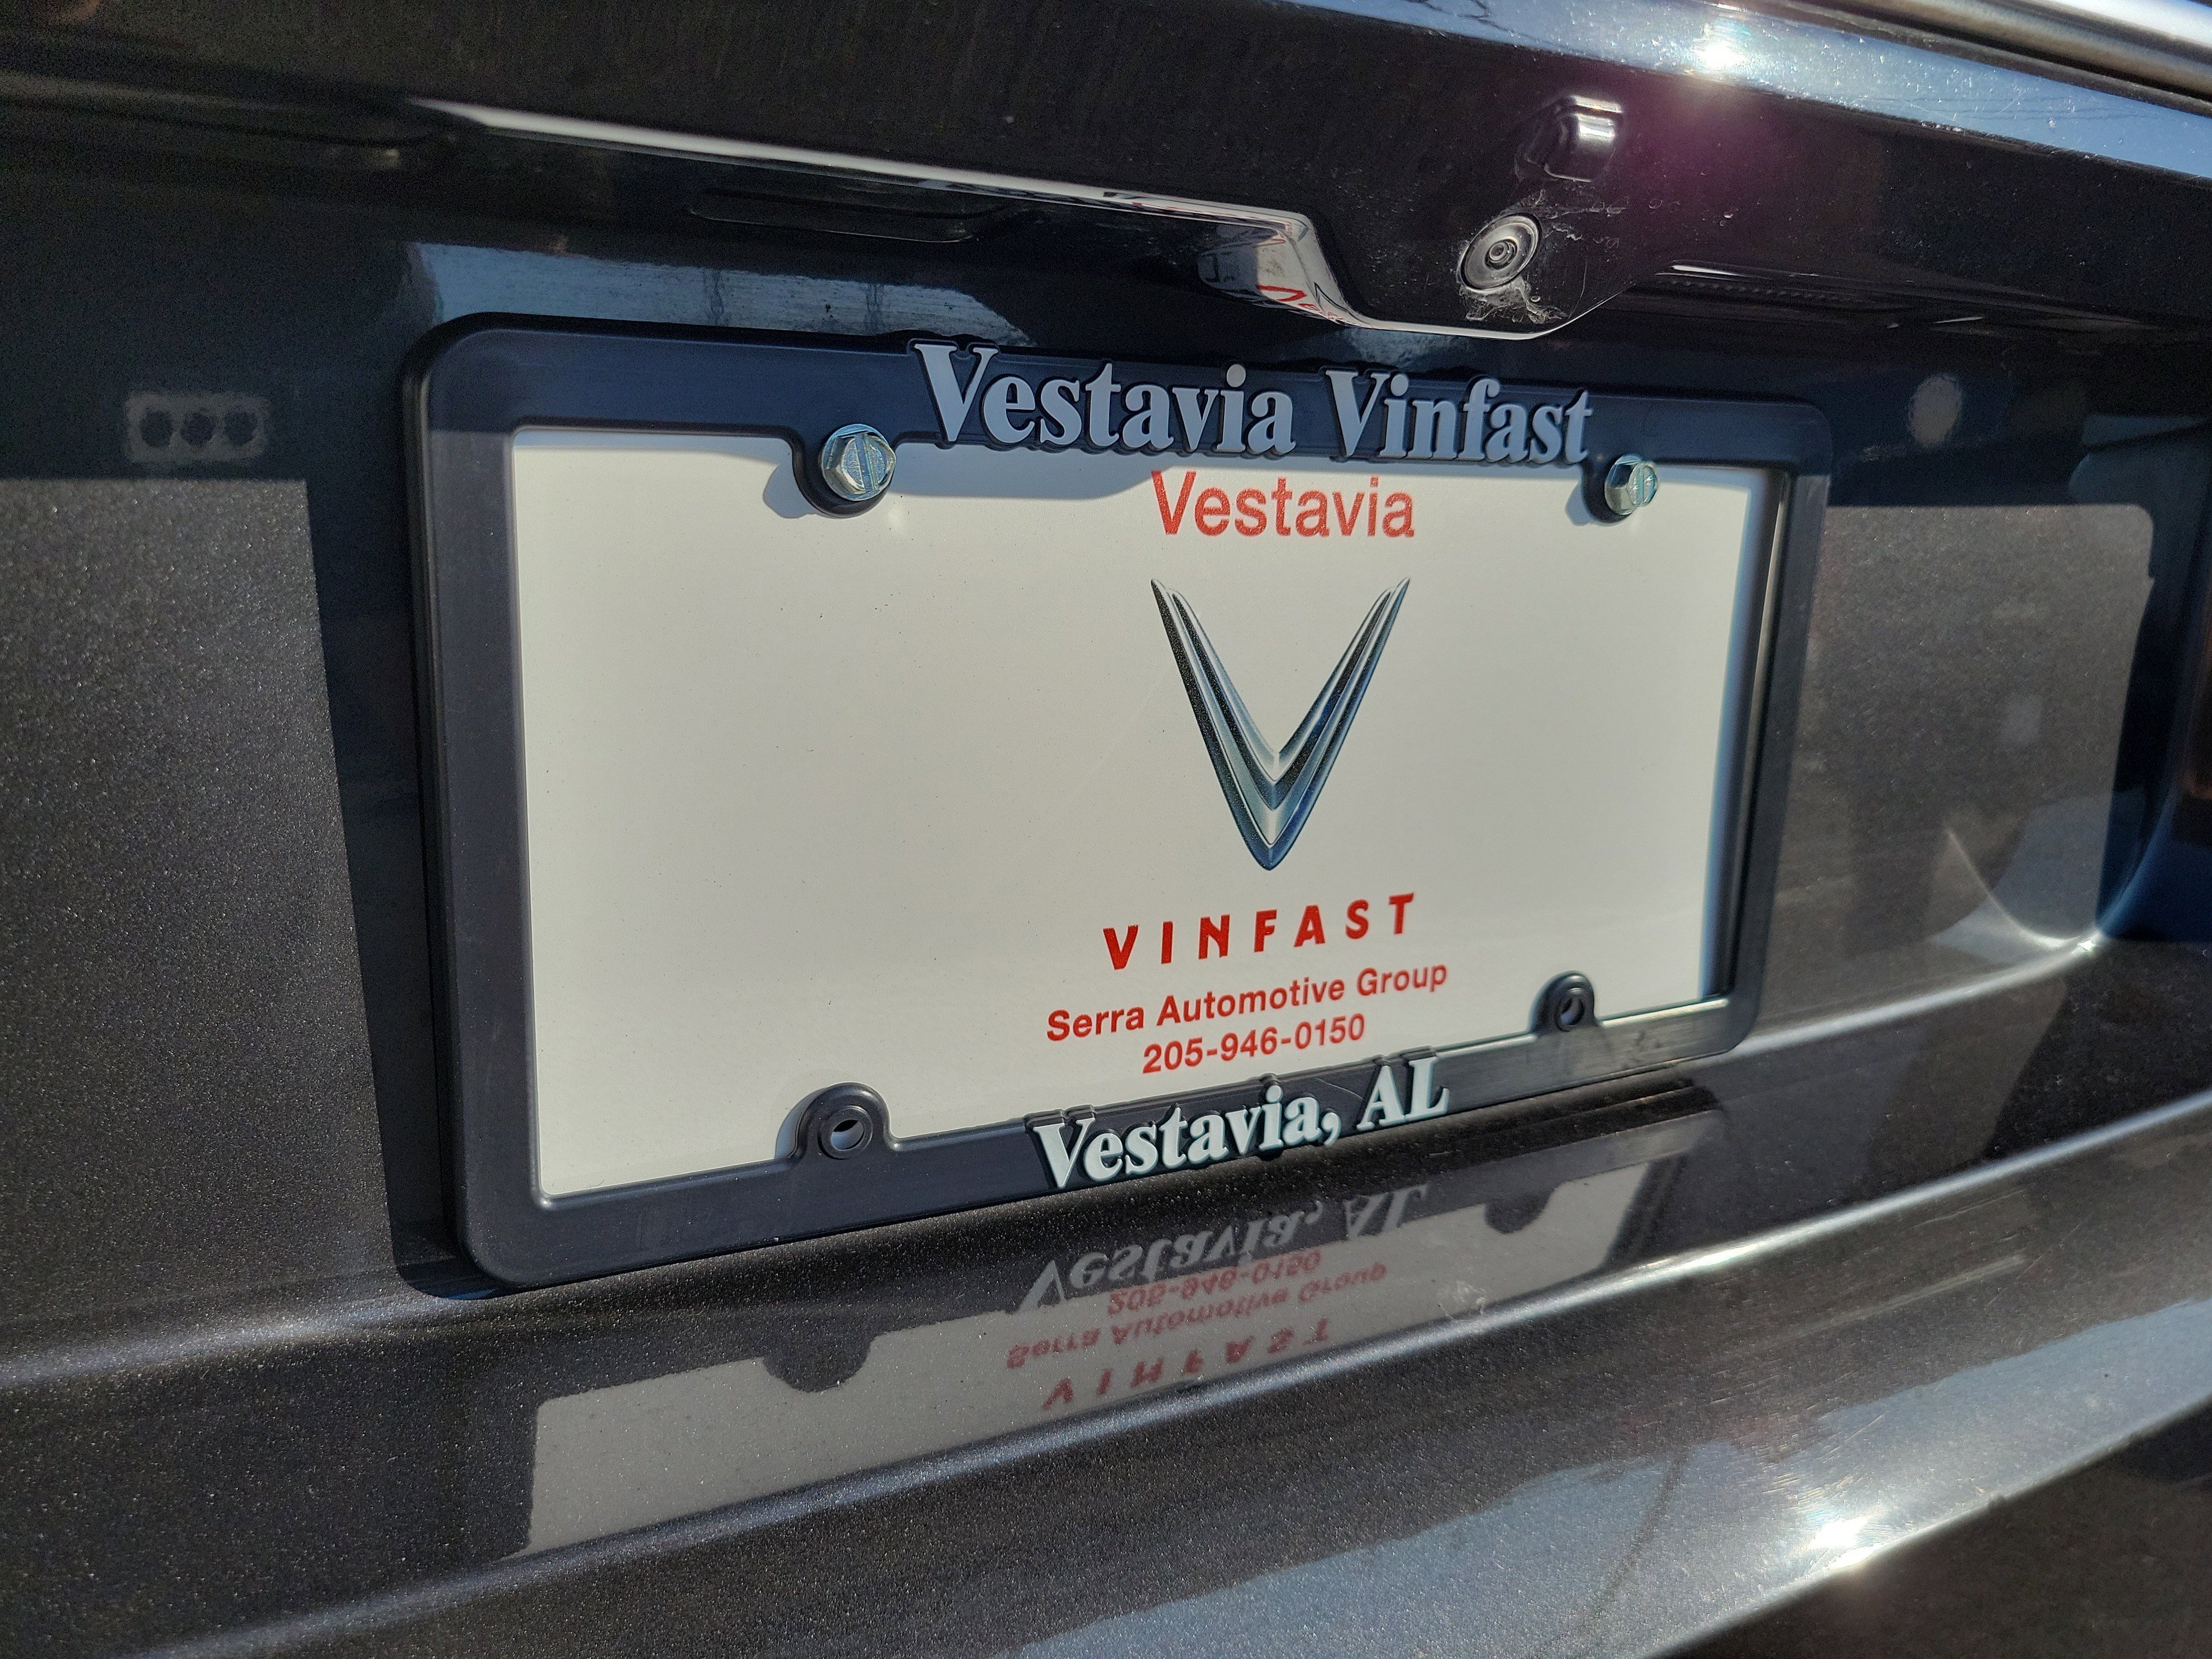 Vestavia Vinfast
Vestavia
VINFAST
Serra Automotive Group
205-946-0150
Vestavia, AL